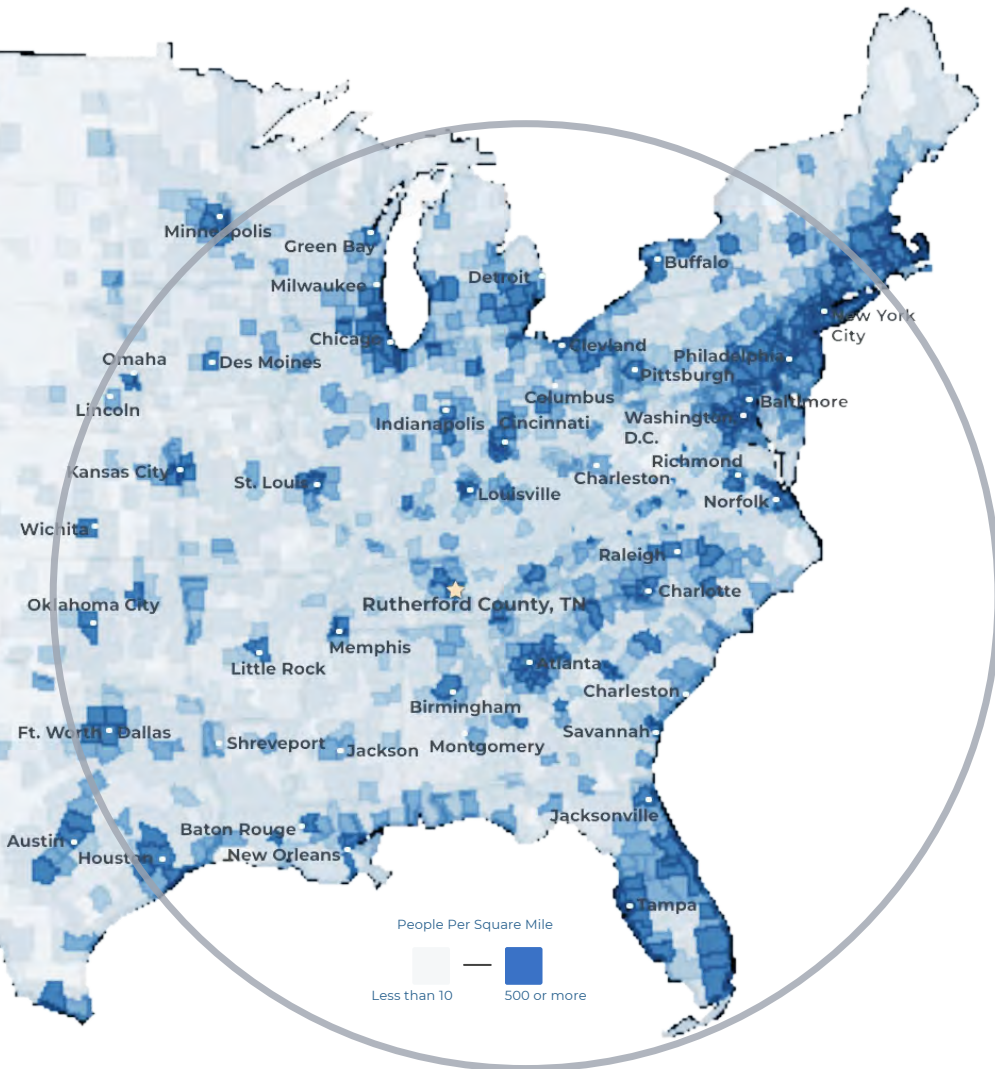 Minneapolis
Green Bay
Buffalo
Detroit
Milwaukee
New York
City
Chicago
Clevland
Philadelphia
Omaha
Des Moines
Pittsburgh
Columbus
Baltimore
Lincoln
Indianapolis
Cincinnati
Washington
D.C.
Richmond
Kansas City
St. Louis
Charleston
Louisville
Norfolk
Wichita
Raleigh
Charlotte
Oklahoma City
Rutherford County, TN
Memphis
Little Rock
Atlanta
Charleston
Birmingham
Ft. Worth
Dallas
Savannah
Shreveport
Jackson
Montgomery
Jacksonville
Baton Rouge
Austin
Houston
New Orleans
Tampa
People Per Square Mile
Less than 10
500 or more